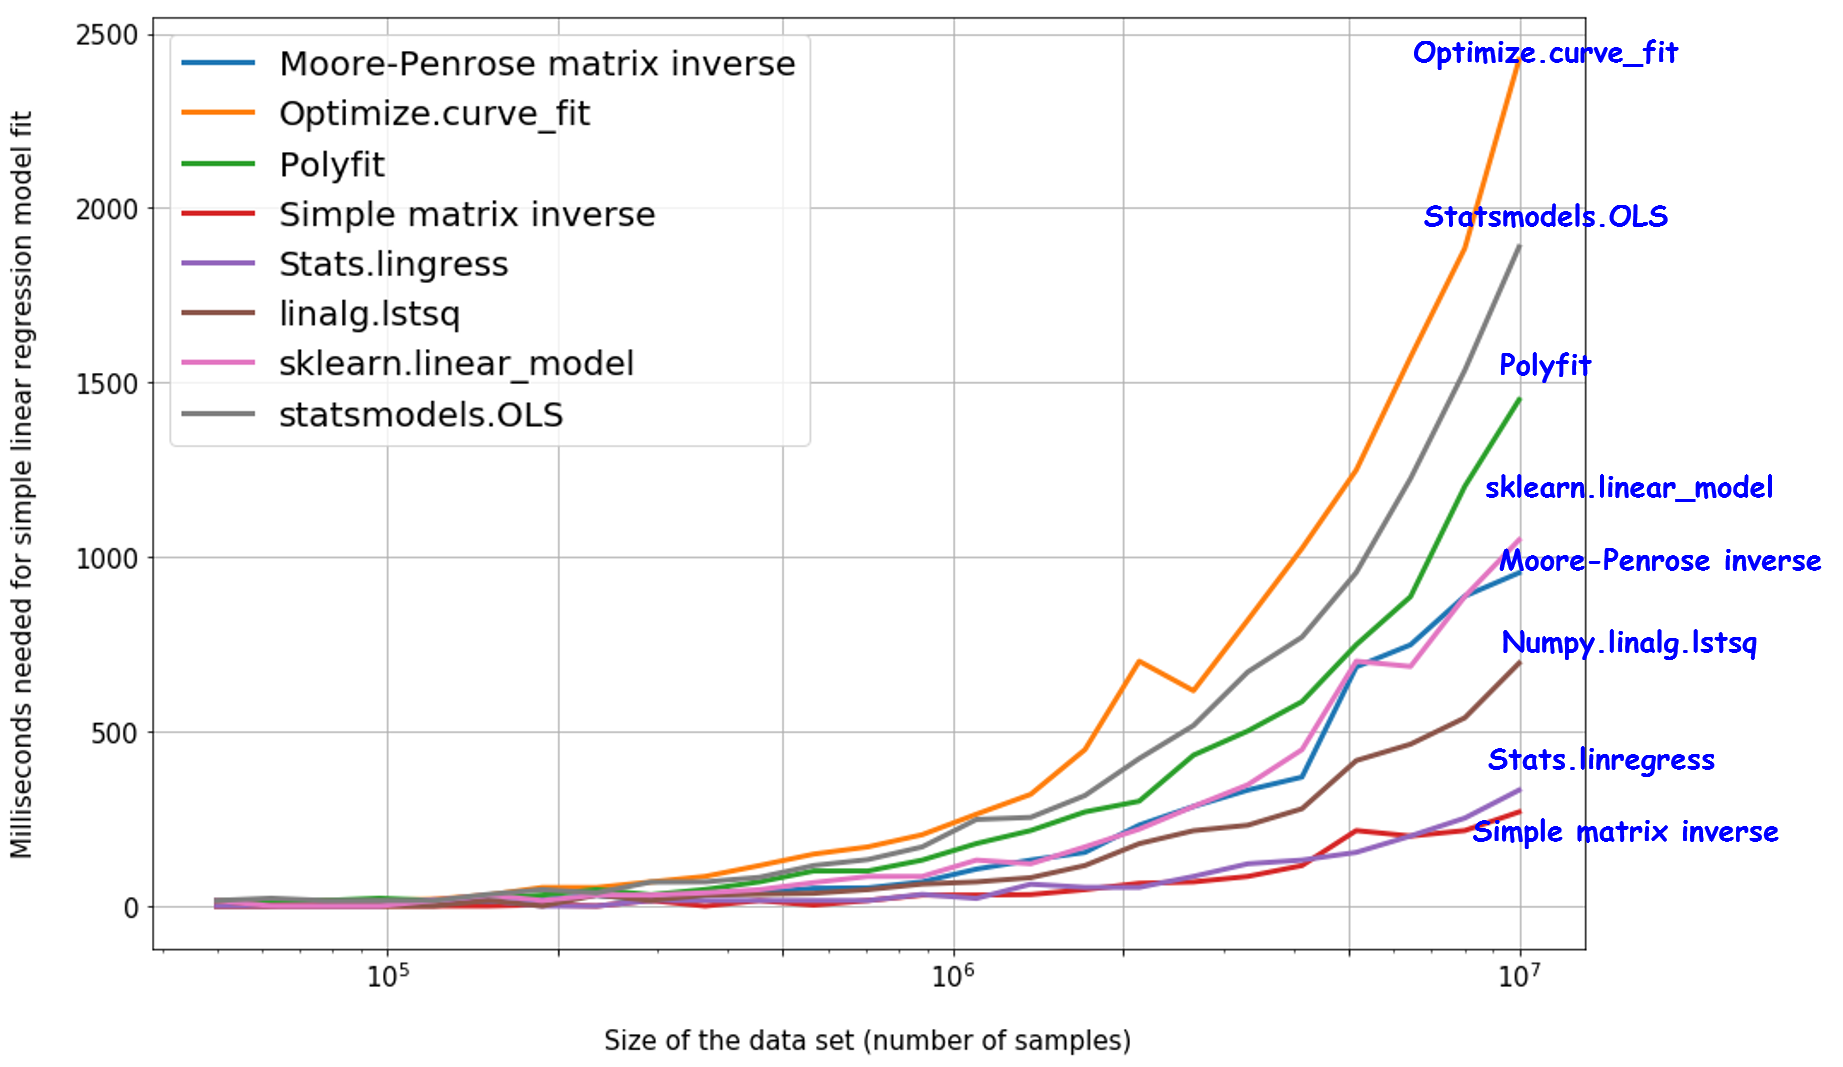 2500
2000
1500
1000
500
0
Milliseconds needed for simple linear regression model fit
Moore-Penrose matrix inverse
Optimize.curve_fit
Polyfit
Simple matrix inverse
Stats.lingress
linalg.lstsq
sklearn.linear_model
statsmodels.OLS
Optimize.curve_fit
Statsmodels.OLS
Polyfit
sklearn.linear_model
Moore-Penrose inverse
Numpy.linalg.lstsq
Stats.linregress
Simple matrix inverse
10⁵ 10⁶ 10⁷
Size of the data set (number of samples)